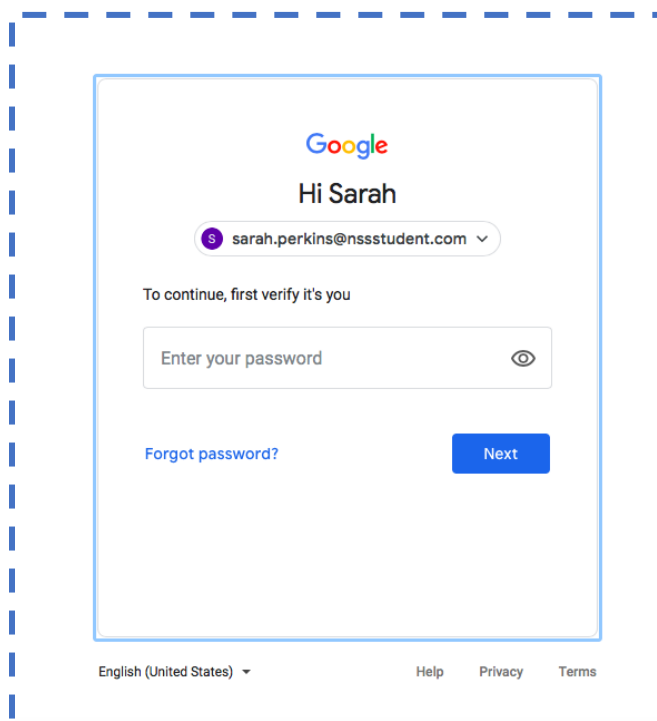 Google
Hi Sarah
S sarah.perkins@nssstudent.com
To continue, first verify it's you
Enter your password
Forgot password? Next
English (United States) Help Privacy Terms